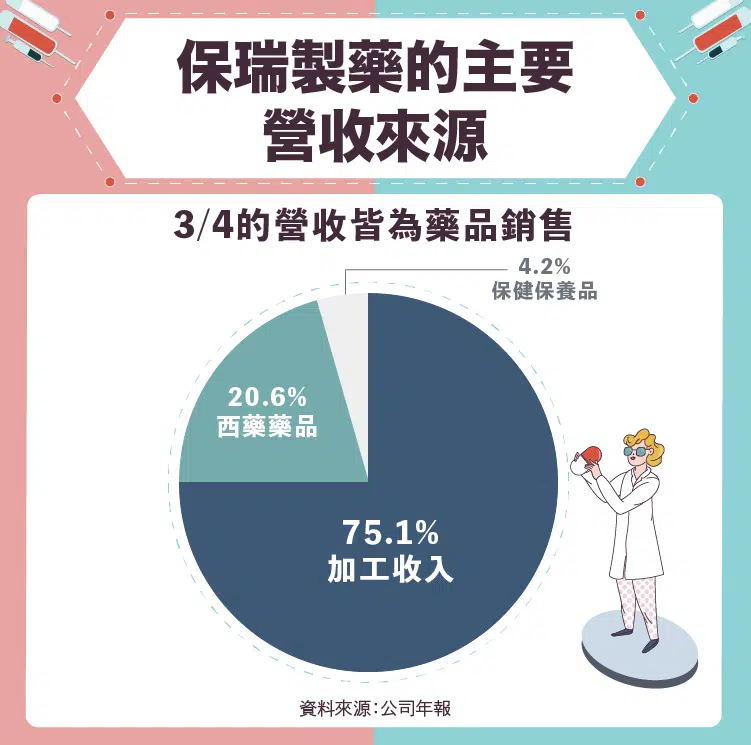 保瑞製藥的主要
營收來源
3/4的營收皆為藥品銷售
4.2%
保健保養品
20.6%
西藥藥品
75.1%
加工收入
資料來源：公司年報